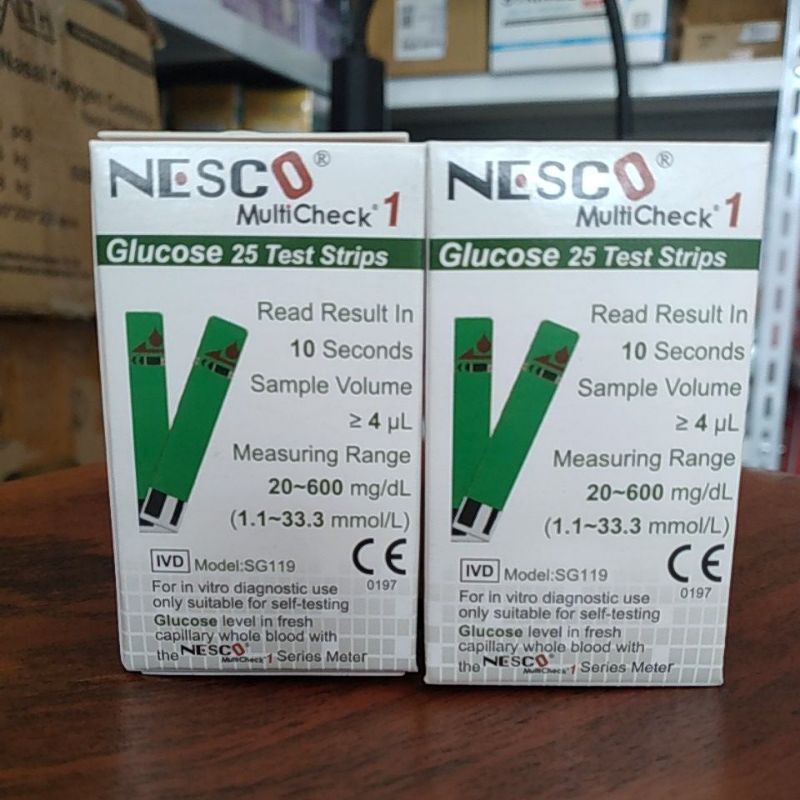 Nasal Oxygen Cannula
NESCO®
MultiCheck® 1
Glucose 25 Test Strips
Read Result In
10 Seconds
Sample Volume
≥ 4 µL
Measuring Range
20~600 mg/dL
(1.1~33.3 mmol/L)
IVD Model:SG119
CE
0197
For in vitro diagnostic use
only suitable for self-testing
Glucose level in fresh
capillary whole blood with
the NESCO® MultiCheck® 1 Series Meter
NESCO®
MultiCheck® 1
Glucose 25 Test Strips
Read Result In
10 Seconds
Sample Volume
≥ 4 µL
Measuring Range
20~600 mg/dL
(1.1~33.3 mmol/L)
IVD Model:SG119
CE
0197
For in vitro diagnostic use
only suitable for self-testing
Glucose level in fresh
capillary whole blood with
the NESCO® MultiCheck® 1 Series Meter